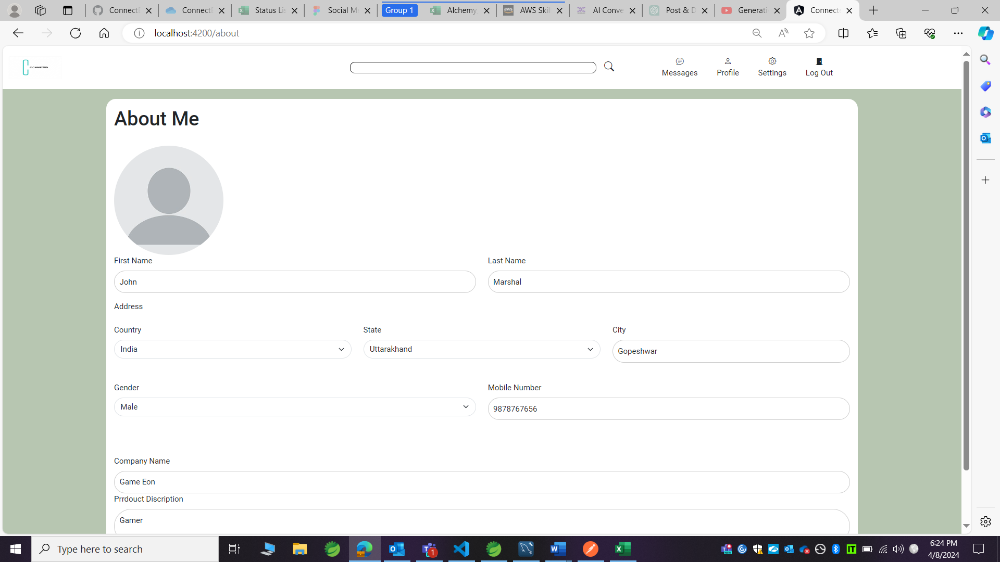 Connect
Connect
Status Lis
Social M
Group 1
Alchemy
AWS Skil
AI Conve
Post & D
Generati
Connect
localhost:4200/about
CONNECTED
Messages
Profile
Settings
Log Out
About Me
First Name
Last Name
John
Marshal
Address
Country
State
City
India
Uttarakhand
Gopeshwar
Gender
Mobile Number
Male
9878767656
Company Name
Game Eon
Prrdouct Discription
Gamer
Type here to search
1
6:24 PM
4/8/2024